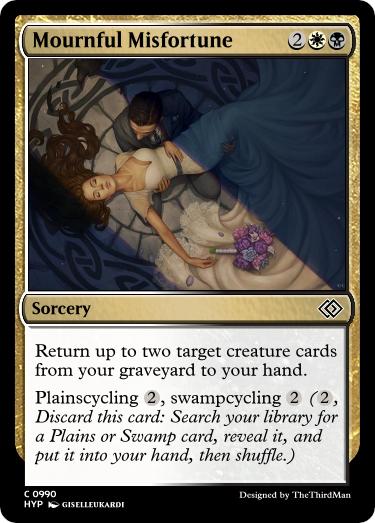 Mournful Misfortune 2
Sorcery
Return up to two target creature cards
from your graveyard to your hand.
Plainscycling 2, swampcycling 2 (2,
Discard this card: Search your library for
a Plains or Swamp card, reveal it, and
put it into your hand, then shuffle.)
C 0990
HYP GISELLEUKARDI
Designed by TheThirdMan